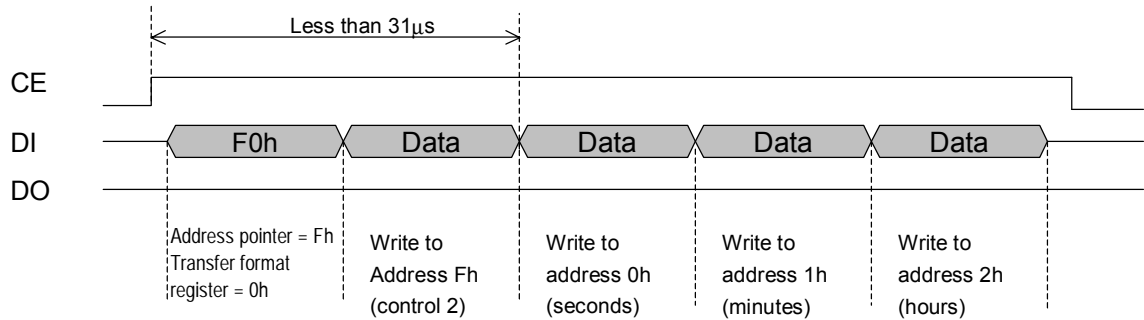 Less than 31μs
CE
DI
F0h
Data
Data
Data
Data
DO
Address pointer = Fh
Transfer format
register = 0h
Write to
Address Fh
(control 2)
Write to
address 0h
(seconds)
Write to
address 1h
(minutes)
Write to
address 2h
(hours)